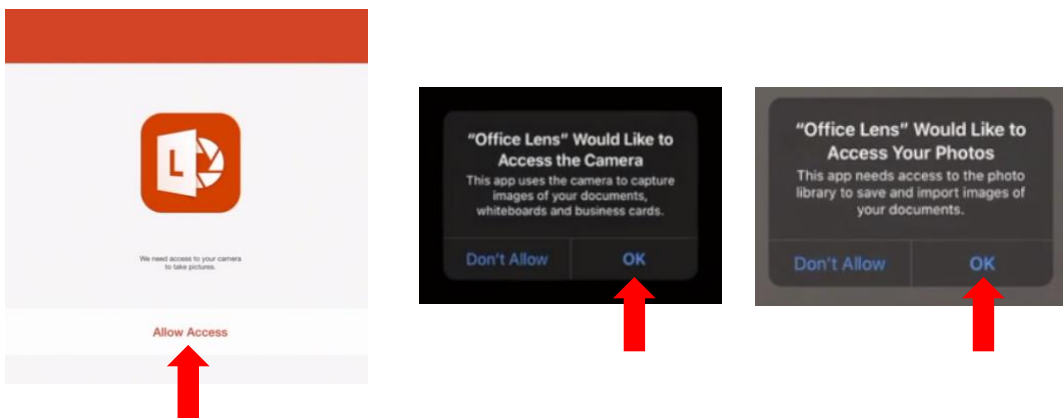 L
We need access to your camera
to take pictures.
Allow Access
“Office Lens” Would Like to
Access the Camera
This app uses the camera to capture
images of your documents,
whiteboards and business cards.
Don't Allow
OK
“Office Lens” Would Like to
Access Your Photos
This app needs access to the photo
library to save and import images of
your documents.
Don't Allow
OK